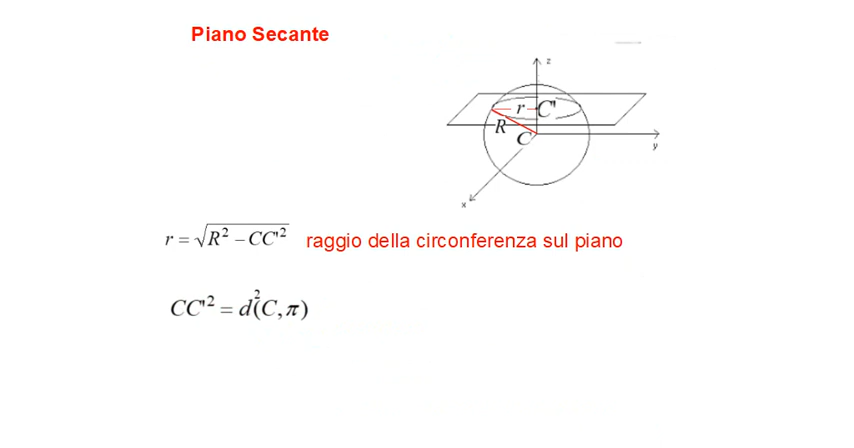 Piano Secante
z
r C'
R
C
y
x
r = √R² − CC'² raggio della circonferenza sul piano
CC'² = d²(C, π)